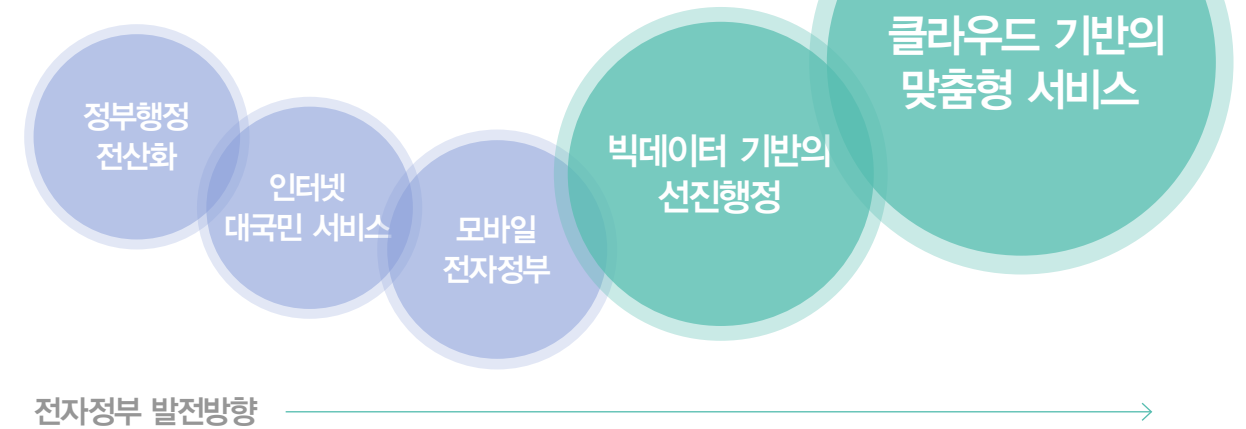 정부행정
전산화
인터넷
대국민 서비스
모바일
전자정부
빅데이터 기반의
선진행정
클라우드 기반의
맞춤형 서비스
전자정부 발전방향